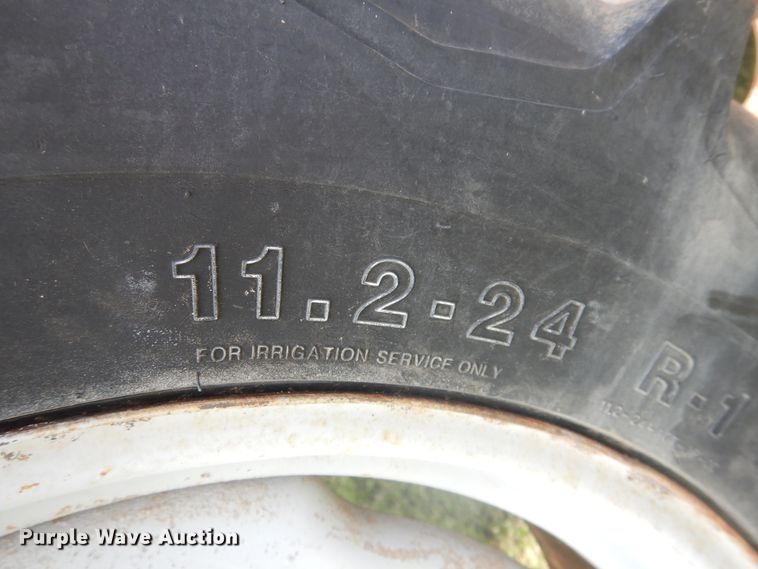 11.2-24
FOR IRRIGATION SERVICE ONLY
R-1
Purple Wave Auction